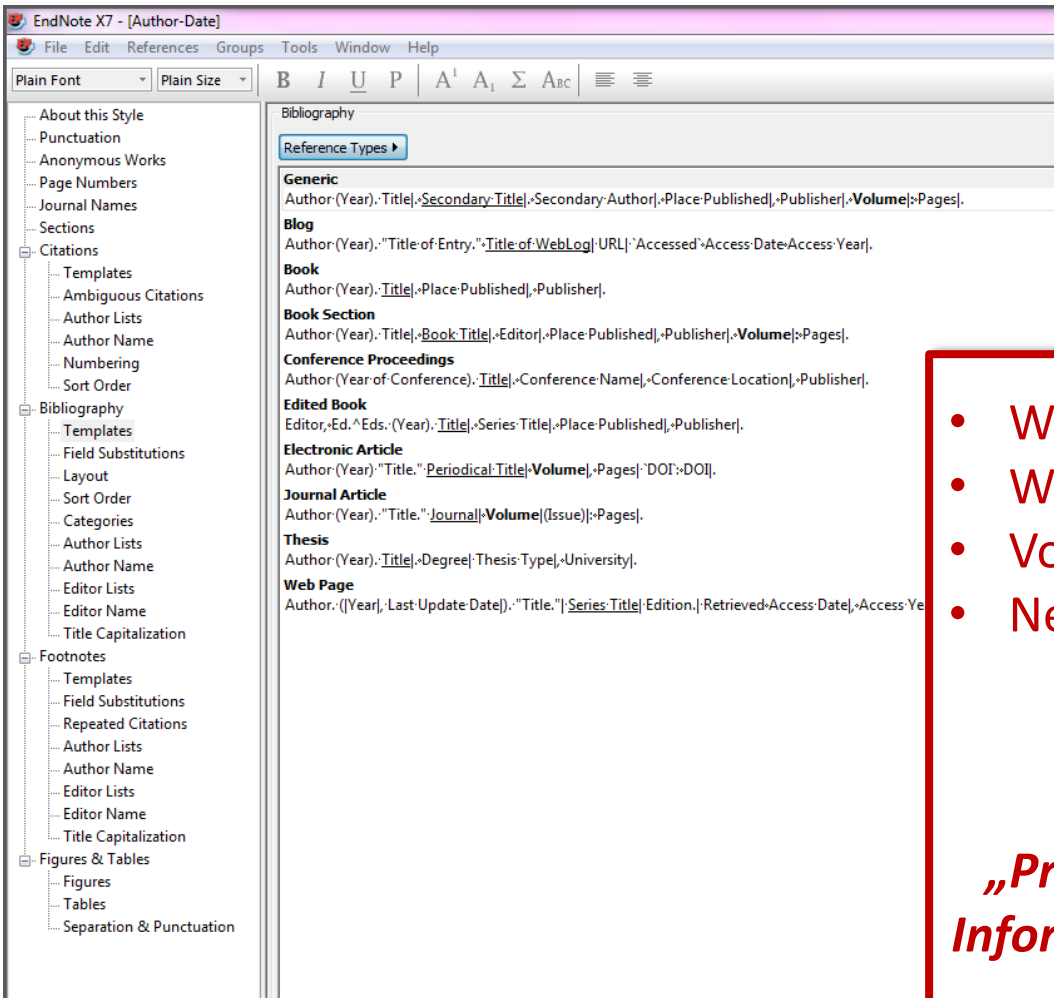 EndNote X7 - [Author-Date]
File Edit References Groups Tools Window Help
Plain Font Plain Size B I U P A¹ A₁ Σ ABC
About this Style
Punctuation
Anonymous Works
Page Numbers
Journal Names
Sections
Citations
Templates
Ambiguous Citations
Author Lists
Author Name
Numbering
Sort Order
Bibliography
Templates
Field Substitutions
Layout
Sort Order
Categories
Author Lists
Author Name
Editor Lists
Editor Name
Title Capitalization
Footnotes
Templates
Field Substitutions
Repeated Citations
Author Lists
Author Name
Editor Lists
Editor Name
Title Capitalization
Figures & Tables
Figures
Tables
Separation & Punctuation
Bibliography
Reference Types
Generic
Author·(Year).·Title|.⋄Secondary·Title|.⋄Secondary·Author|.⋄Place·Published|,⋄Publisher|.⋄Volume|:⋄Pages|.
Blog
Author·(Year).·"Title·of·Entry."⋄Title·of·WebLog|·URL|·`Accessed`⋄Access·Date⋄Access·Year|.
Book
Author·(Year).·Title|.⋄Place·Published|,⋄Publisher|.
Book Section
Author·(Year).·Title|.⋄Book·Title|.⋄Editor|.⋄Place·Published|,⋄Publisher|.⋄Volume|:⋄Pages|.
Conference Proceedings
Author·(Year·of·Conference).·Title|.⋄Conference·Name|,⋄Conference·Location|,⋄Publisher|.
Edited Book
Editor,⋄Ed.^Eds.·(Year).·Title|.⋄Series·Title|.⋄Place·Published|,⋄Publisher|.
Electronic Article
Author·(Year)·"Title."·Periodical·Title|⋄Volume|,⋄Pages|·`DOI`:⋄DOI|.
Journal Article
Author·(Year).·"Title."·Journal|⋄Volume|(Issue)|:⋄Pages|.
Thesis
Author·(Year).·Title|.⋄Degree|·Thesis·Type|,⋄University|.
Web Page
Author.·(|Year|,·Last·Update·Date|).·"Title."|·Series·Title|·Edition.|·Retrieved⋄Access·Date|,⋄Access·Ye
• W
• W
• Vo
• Ne
„Pr
Infor